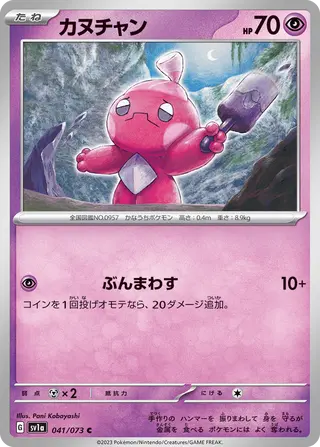 たね カヌチャン HP70
全国図鑑NO.0957 かなうちポケモン 高さ：0.4m 重さ：8.9kg
ぶんまわす 10+
コインを1回投げオモテなら、20ダメージ追加。
弱点 ×2 抵抗力 にげる
Illus. Pani Kobayashi
G sv1a 041/073 C
手作りの ハンマーを 振りまわして 身を 守るが
金属を 食べる ポケモンには よく 盗まれてしまう。
©2023 Pokémon/Nintendo/Creatures/GAME FREAK.